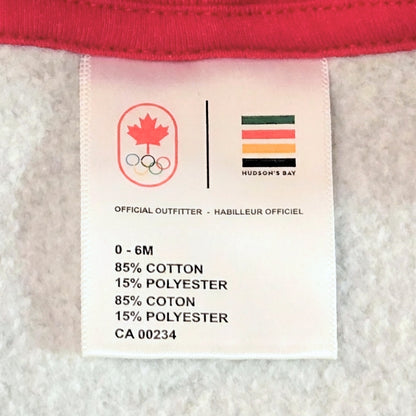 HUDSON'S BAY
OFFICIAL OUTFITTER - HABILLEUR OFFICIEL
0 - 6M
85% COTTON
15% POLYESTER
85% COTON
15% POLYESTER
CA 00234